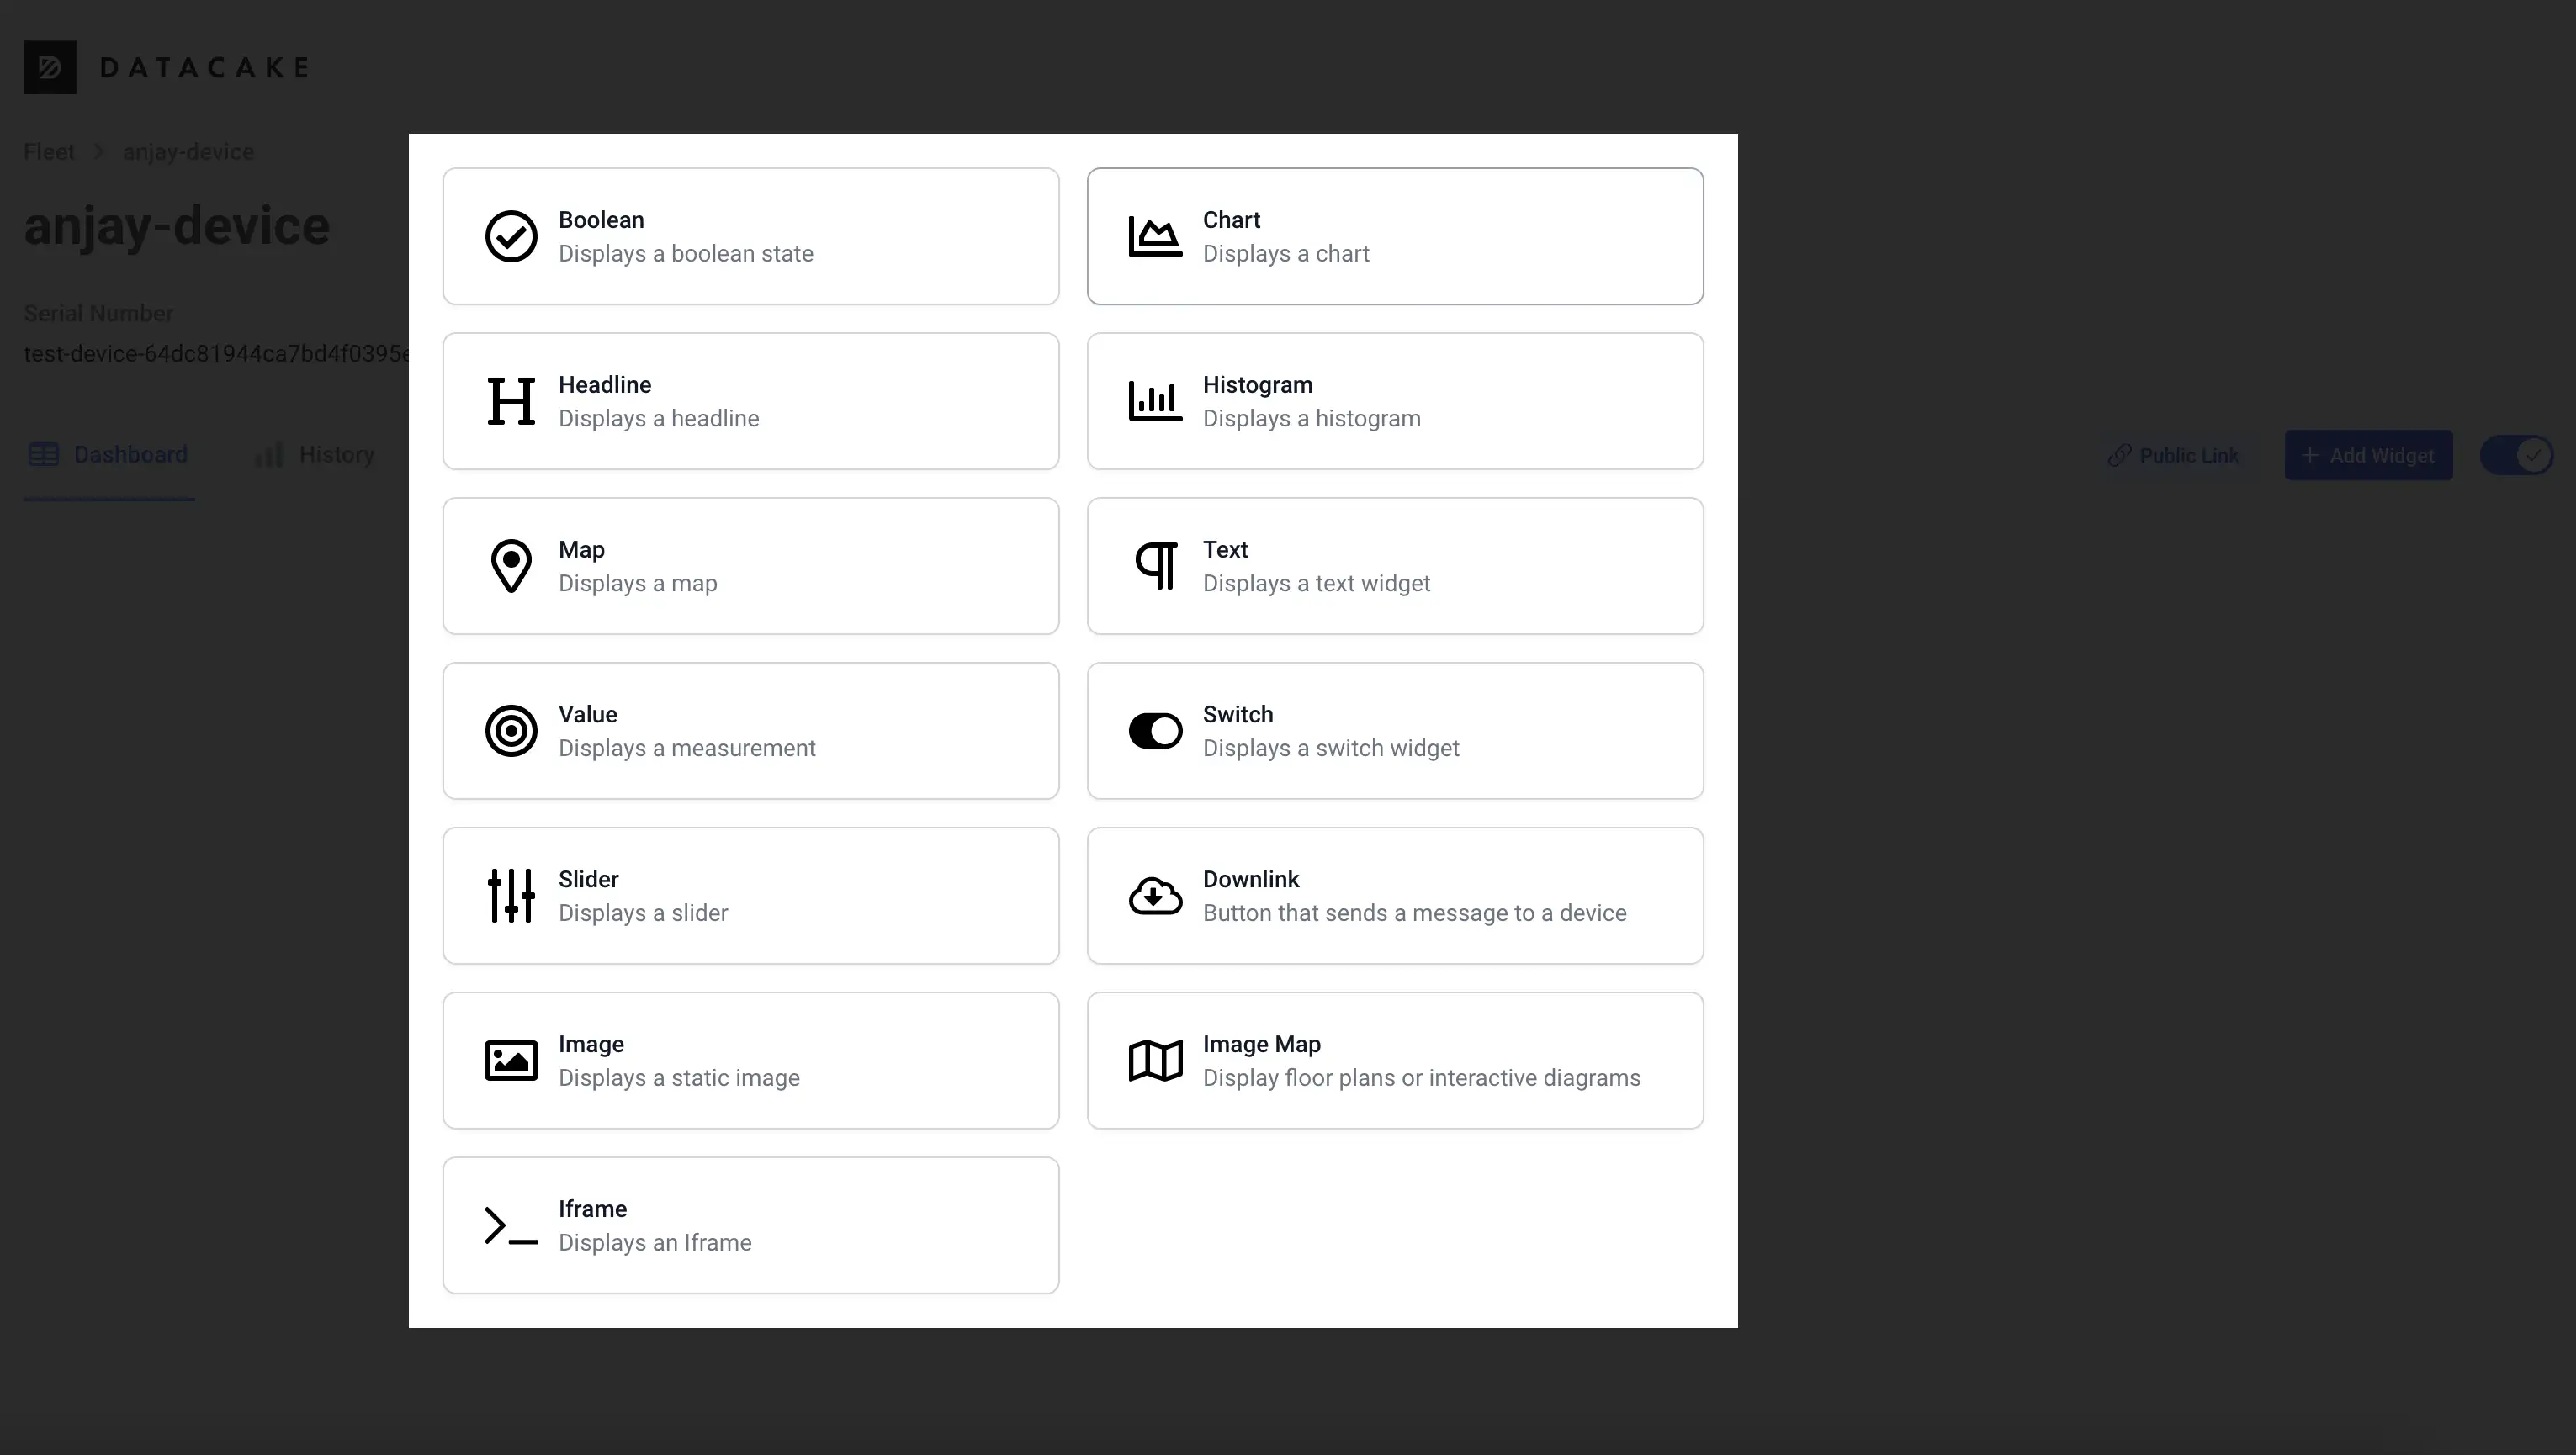 DATACAKE
Fleet > anjay-device
anjay-device
Serial Number
test-device-64dc81944ca7bd4f0395e
Dashboard
History
Public Link
+ Add Widget
Boolean
Displays a boolean state
Chart
Displays a chart
Headline
Displays a headline
Histogram
Displays a histogram
Map
Displays a map
Text
Displays a text widget
Value
Displays a measurement
Switch
Displays a switch widget
Slider
Displays a slider
Downlink
Button that sends a message to a device
Image
Displays a static image
Image Map
Display floor plans or interactive diagrams
Iframe
Displays an Iframe